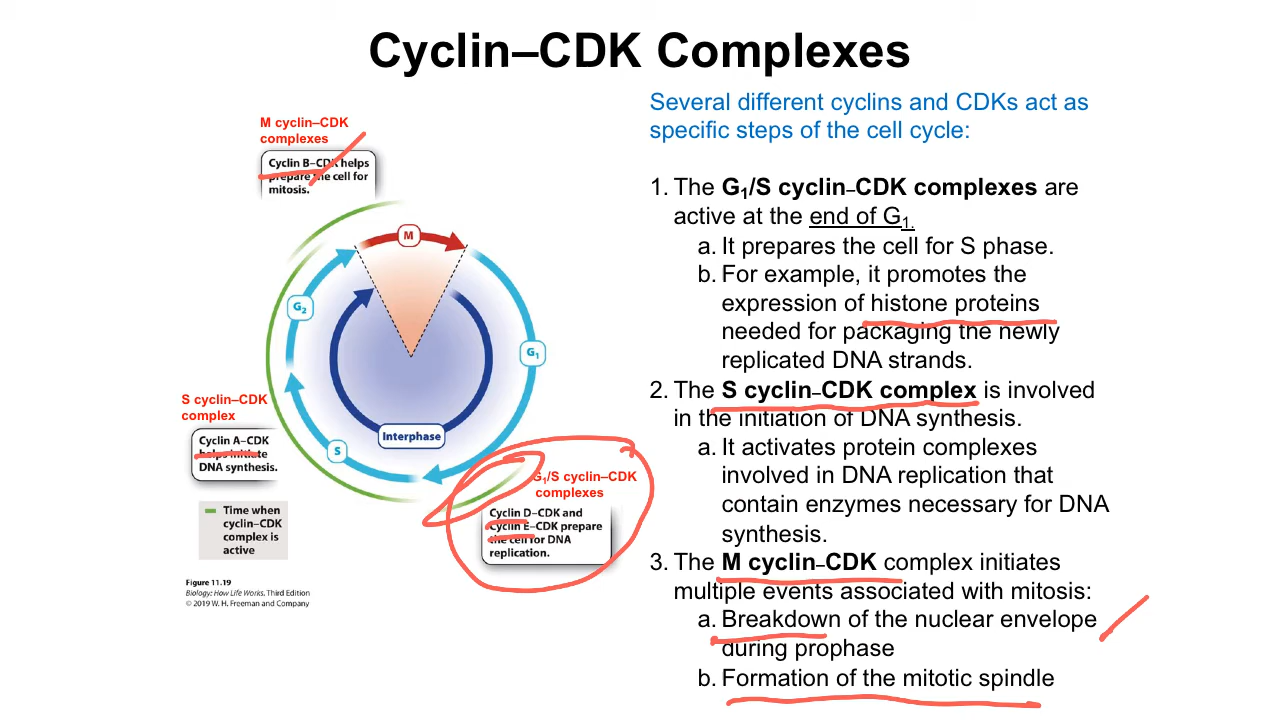 Cyclin–CDK Complexes
M cyclin–CDK
complexes
Cyclin B–CDK helps
prepare the cell for
mitosis.
M
G₂
G₁
S
Interphase
S cyclin–CDK
complex
Cyclin A–CDK
helps initiate
DNA synthesis.
G₁/S cyclin–CDK
complexes
Cyclin D–CDK and
Cyclin E–CDK prepare
the cell for DNA
replication.
Time when
cyclin–CDK
complex is
active
Figure 11.19
Biology: How Life Works, Third Edition
© 2019 W. H. Freeman and Company
Several different cyclins and CDKs act as
specific steps of the cell cycle:
1. The G₁/S cyclin–CDK complexes are
active at the end of G₁.
a. It prepares the cell for S phase.
b. For example, it promotes the
expression of histone proteins
needed for packaging the newly
replicated DNA strands.
2. The S cyclin–CDK complex is involved
in the initiation of DNA synthesis.
a. It activates protein complexes
involved in DNA replication that
contain enzymes necessary for DNA
synthesis.
3. The M cyclin–CDK complex initiates
multiple events associated with mitosis:
a. Breakdown of the nuclear envelope
during prophase
b. Formation of the mitotic spindle